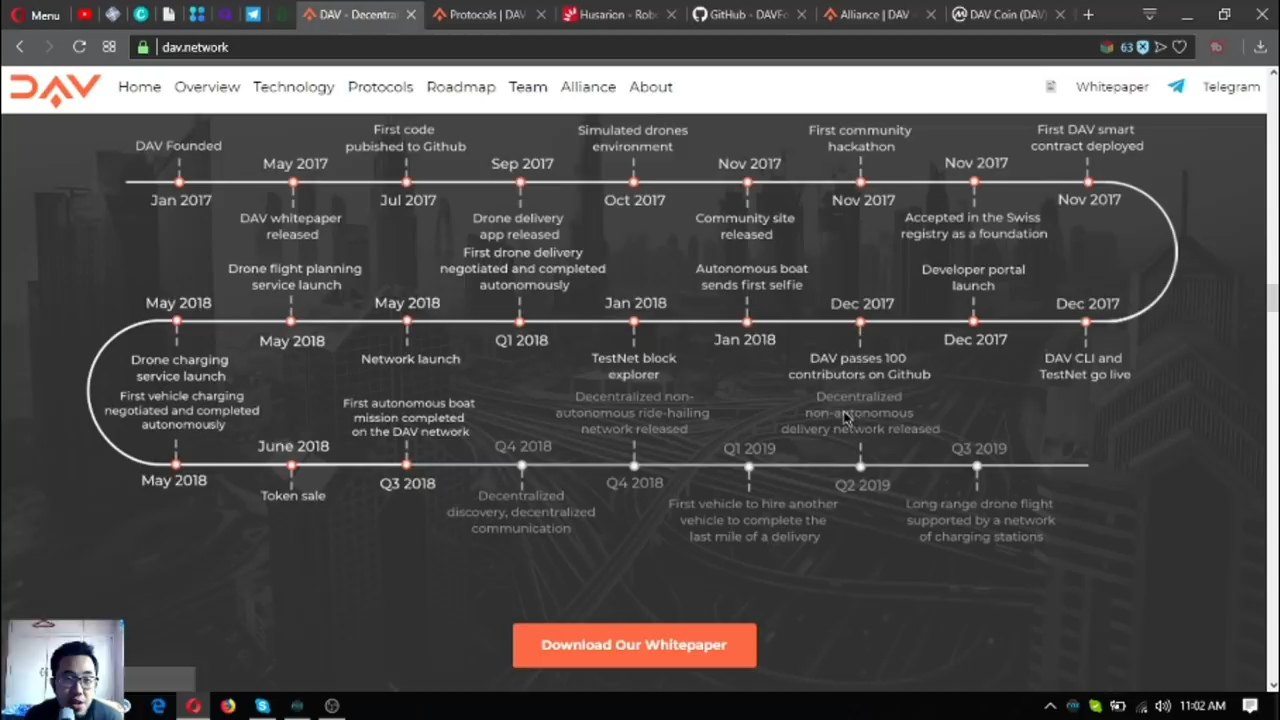 Menu
DAV - Decentral
Protocols | DAV
Husarion - Rob
GitHub - DAVFo
Alliance | DAV
DAV Coin (DAV)
dav.network
63
DAV
Home
Overview
Technology
Protocols
Roadmap
Team
Alliance
About
Whitepaper
Telegram
DAV Founded
Jan 2017
May 2017
DAV whitepaper
released
First code
pubished to Github
Jul 2017
Sep 2017
Drone delivery
app released
Simulated drones
environment
Oct 2017
Nov 2017
Community site
released
First community
hackathon
Nov 2017
Nov 2017
Accepted in the Swiss
registry as a foundation
First DAV smart
contract deployed
Nov 2017
May 2018
Drone charging
service launch
Drone flight planning
service launch
May 2018
May 2018
Network launch
First drone delivery
negotiated and completed
autonomously
Q1 2018
Jan 2018
TestNet block
explorer
Autonomous boat
sends first selfie
Jan 2018
Dec 2017
DAV passes 100
contributors on Github
Developer portal
launch
Dec 2017
Dec 2017
DAV CLI and
TestNet go live
First vehicle charging
negotiated and completed
autonomously
May 2018
June 2018
Token sale
First autonomous boat
mission completed
on the DAV network
Q3 2018
Q4 2018
Decentralized
discovery, decentralized
communication
Decentralized non-
autonomous ride-hailing
network released
Q4 2018
Q1 2019
First vehicle to hire another
vehicle to complete the
last mile of a delivery
Decentralized
non-autonomous
delivery network released
Q2 2019
Q3 2019
Long range drone flight
supported by a network
of charging stations
Download Our Whitepaper
11:02 AM